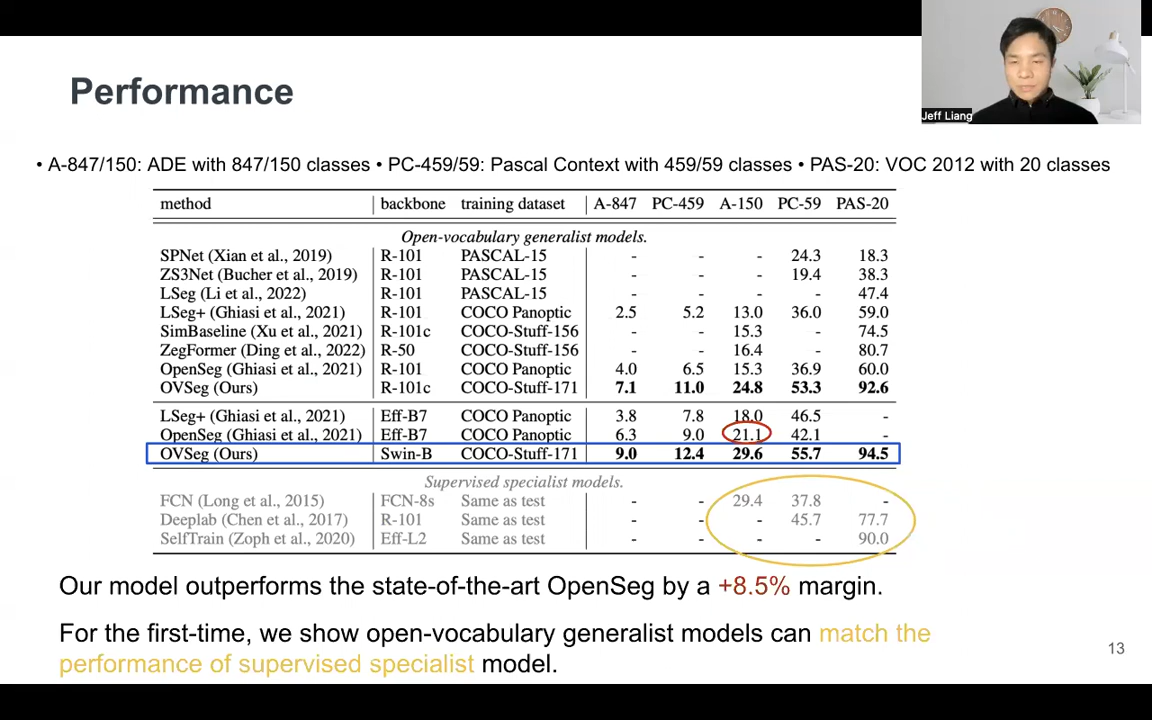 Jeff Liang
Performance
• A-847/150: ADE with 847/150 classes • PC-459/59: Pascal Context with 459/59 classes • PAS-20: VOC 2012 with 20 classes
method backbone training dataset A-847 PC-459 A-150 PC-59 PAS-20
Open-vocabulary generalist models.
SPNet (Xian et al., 2019) R-101 PASCAL-15 - - - 24.3 18.3
ZS3Net (Bucher et al., 2019) R-101 PASCAL-15 - - - 19.4 38.3
LSeg (Li et al., 2022) R-101 PASCAL-15 - - - - 47.4
LSeg+ (Ghiasi et al., 2021) R-101 COCO Panoptic 2.5 5.2 13.0 36.0 59.0
SimBaseline (Xu et al., 2021) R-101c COCO-Stuff-156 - - 15.3 - 74.5
ZegFormer (Ding et al., 2022) R-50 COCO-Stuff-156 - - 16.4 - 80.7
OpenSeg (Ghiasi et al., 2021) R-101 COCO Panoptic 4.0 6.5 15.3 36.9 60.0
OVSeg (Ours) R-101c COCO-Stuff-171 7.1 11.0 24.8 53.3 92.6
LSeg+ (Ghiasi et al., 2021) Eff-B7 COCO Panoptic 3.8 7.8 18.0 46.5 -
OpenSeg (Ghiasi et al., 2021) Eff-B7 COCO Panoptic 6.3 9.0 21.1 42.1 -
OVSeg (Ours) Swin-B COCO-Stuff-171 9.0 12.4 29.6 55.7 94.5
Supervised specialist models.
FCN (Long et al., 2015) FCN-8s Same as test - - 29.4 37.8 -
Deeplab (Chen et al., 2017) R-101 Same as test - - - 45.7 77.7
SelfTrain (Zoph et al., 2020) Eff-L2 Same as test - - - - 90.0
Our model outperforms the state-of-the-art OpenSeg by a +8.5% margin.
For the first-time, we show open-vocabulary generalist models can match the
performance of supervised specialist model.
13